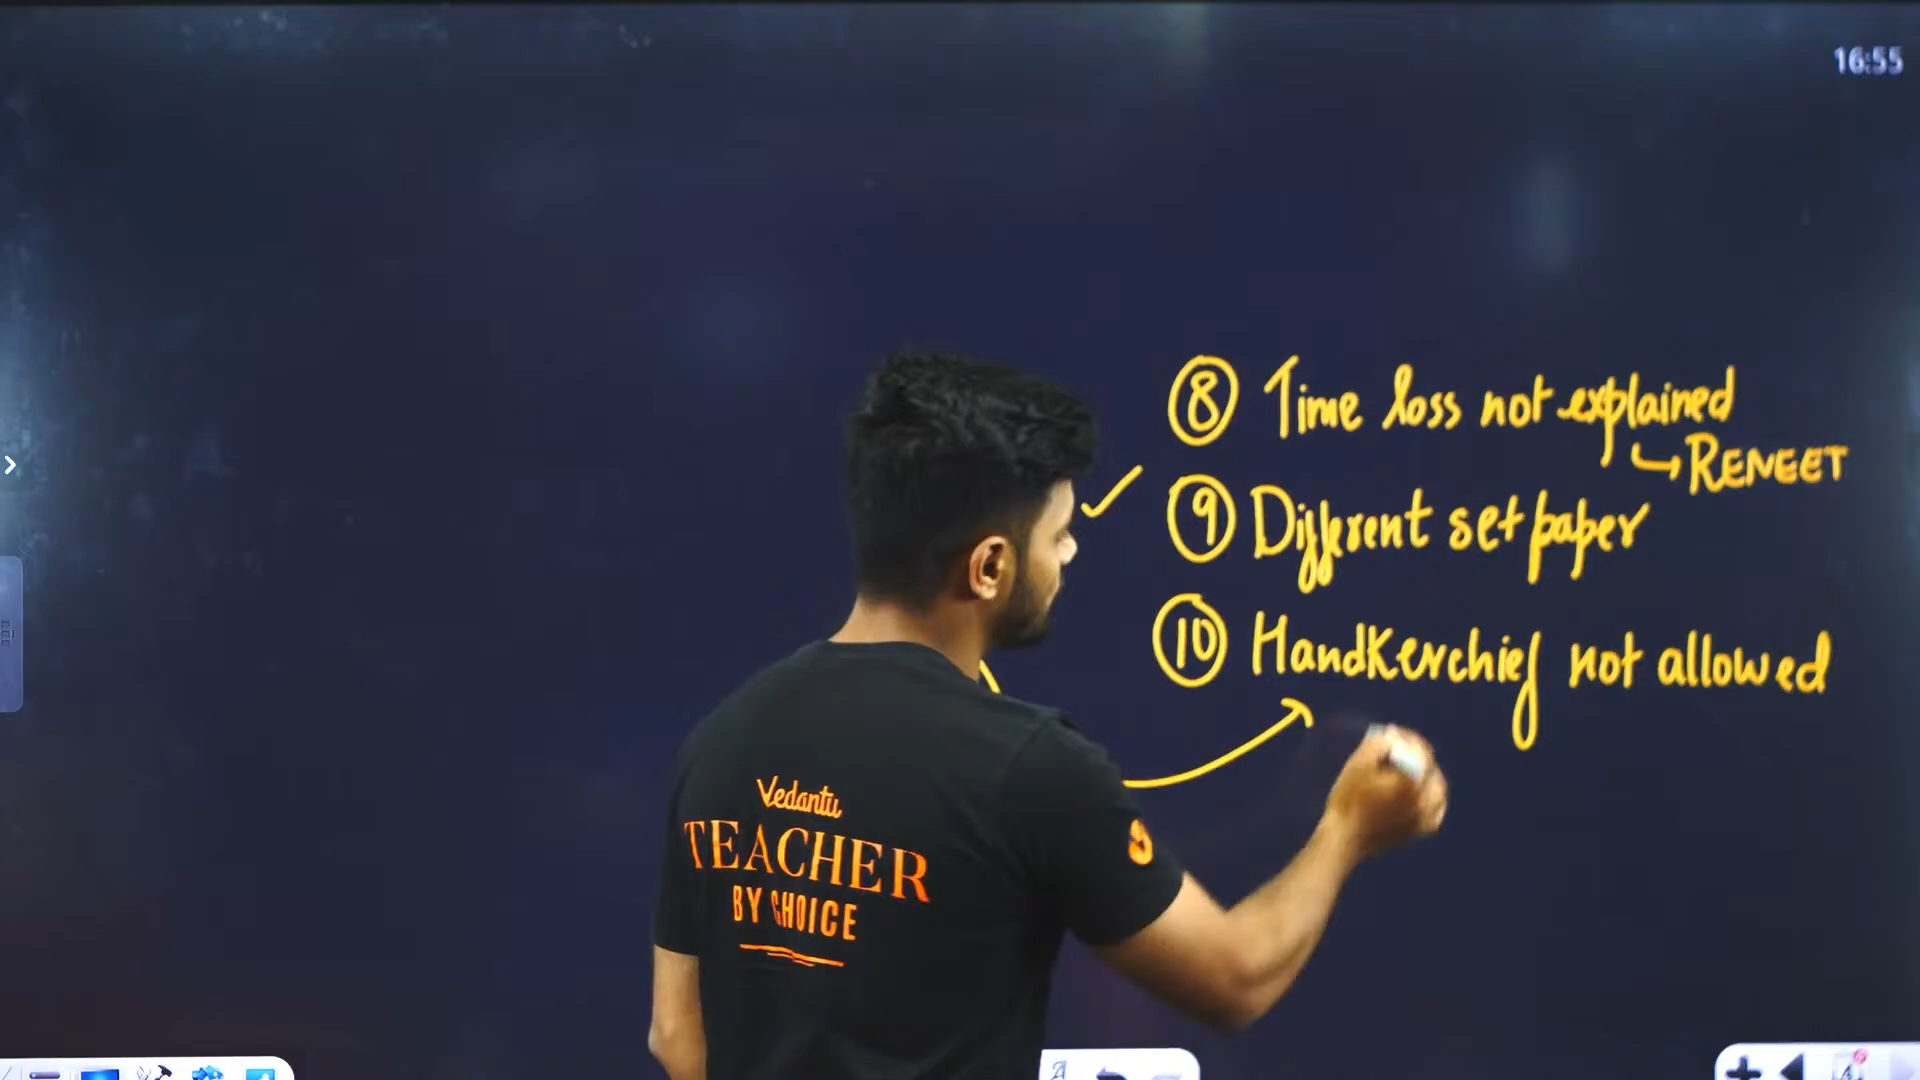 16:55
⑧ Time loss not explained
↳ RENEET
✓ ⑨ Different set paper
⑩ Handkerchief not allowed
Vedantu
TEACHER
BY CHOICE